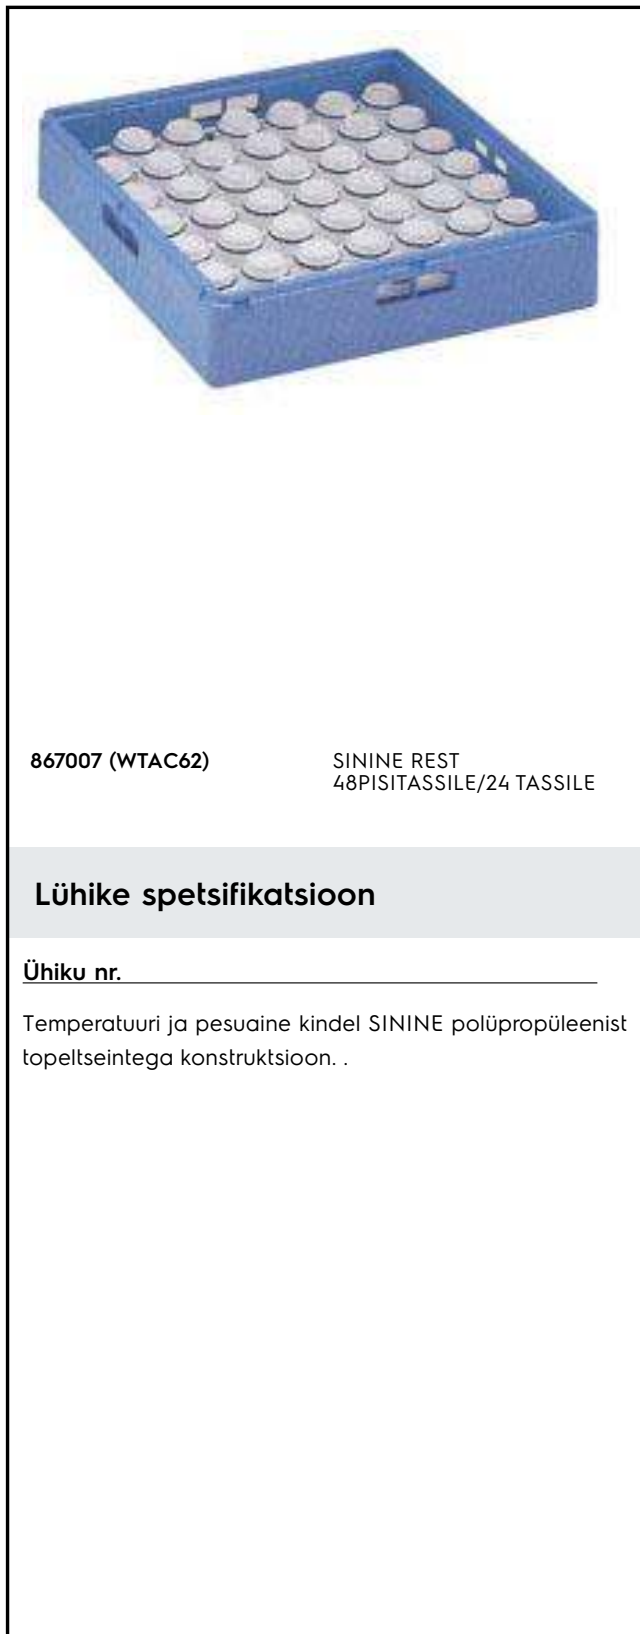 867007 (WTAC62)
SININE REST
48PISITASSILE/24 TASSILE
Lühike spetsifikatsioon
Ühiku nr.
Temperatuuri ja pesuaine kindel SININE polüpropüleenist
topeltseintega konstruktsioon. .